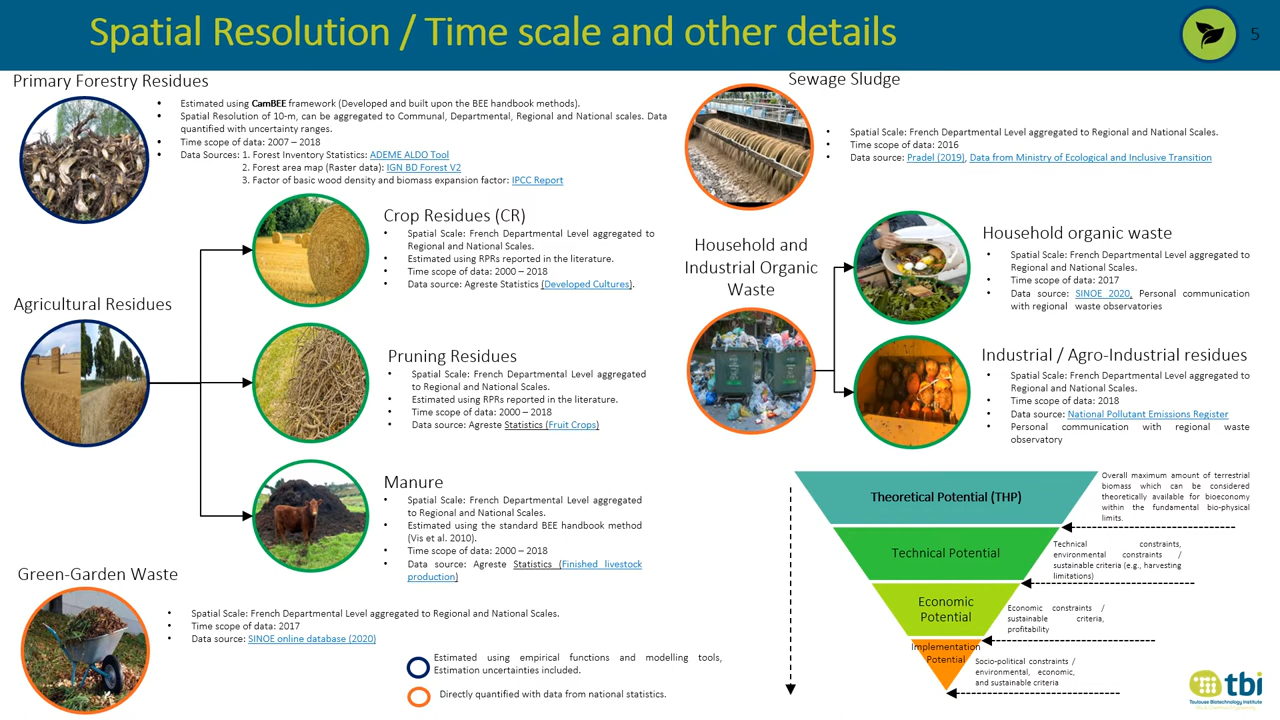 Spatial Resolution / Time scale and other details
5
Primary Forestry Residues
• Estimated using CamBEE framework (Developed and built upon the BEE handbook methods).
• Spatial Resolution of 10-m, can be aggregated to Communal, Departmental, Regional and National scales. Data
quantified with uncertainty ranges.
• Time scope of data: 2007 – 2018
• Data Sources: 1. Forest Inventory Statistics: ADEME ALDO Tool
2. Forest area map (Raster data): IGN BD Forest V2
3. Factor of basic wood density and biomass expansion factor: IPCC Report
Agricultural Residues
Crop Residues (CR)
• Spatial Scale: French Departmental Level aggregated to
Regional and National Scales.
• Estimated using RPRs reported in the literature.
• Time scope of data: 2000 – 2018
• Data source: Agreste Statistics (Developed Cultures).
Pruning Residues
• Spatial Scale: French Departmental Level aggregated
to Regional and National Scales.
• Estimated using RPRs reported in the literature.
• Time scope of data: 2000 – 2018
• Data source: Agreste Statistics (Fruit Crops)
Manure
• Spatial Scale: French Departmental Level aggregated
to Regional and National Scales.
• Estimated using the standard BEE handbook method
(Vis et al. 2010).
• Time scope of data: 2000 – 2018
• Data source: Agreste Statistics (Finished livestock
production)
Green-Garden Waste
• Spatial Scale: French Departmental Level aggregated to Regional and National Scales.
• Time scope of data: 2017
• Data source: SINOE online database (2020)
Estimated using empirical functions and modelling tools,
Estimation uncertainties included.
Directly quantified with data from national statistics.
Sewage Sludge
• Spatial Scale: French Departmental Level aggregated to Regional and National Scales.
• Time scope of data: 2016
• Data source: Pradel (2019), Data from Ministry of Ecological and Inclusive Transition
Household and
Industrial Organic
Waste
Household organic waste
• Spatial Scale: French Departmental Level aggregated to
Regional and National Scales.
• Time scope of data: 2017
• Data source: SINOE 2020, Personal communication
with regional waste observatories
Industrial / Agro-Industrial residues
• Spatial Scale: French Departmental Level aggregated to
Regional and National Scales.
• Time scope of data: 2018
• Data source: National Pollutant Emissions Register
• Personal communication with regional waste
observatory
Theoretical Potential (THP)
Overall maximum amount of terrestrial
biomass which can be considered
theoretically available for bioeconomy
within the fundamental bio-physical
limits.
Technical Potential
Technical constraints,
environmental constraints /
sustainable criteria (e.g., harvesting
limitations)
Economic
Potential
Economic constraints /
sustainable criteria,
profitability
Implementation
Potential
Socio-political constraints /
environmental, economic,
and sustainable criteria
tbi
Toulouse Biotechnology Institute